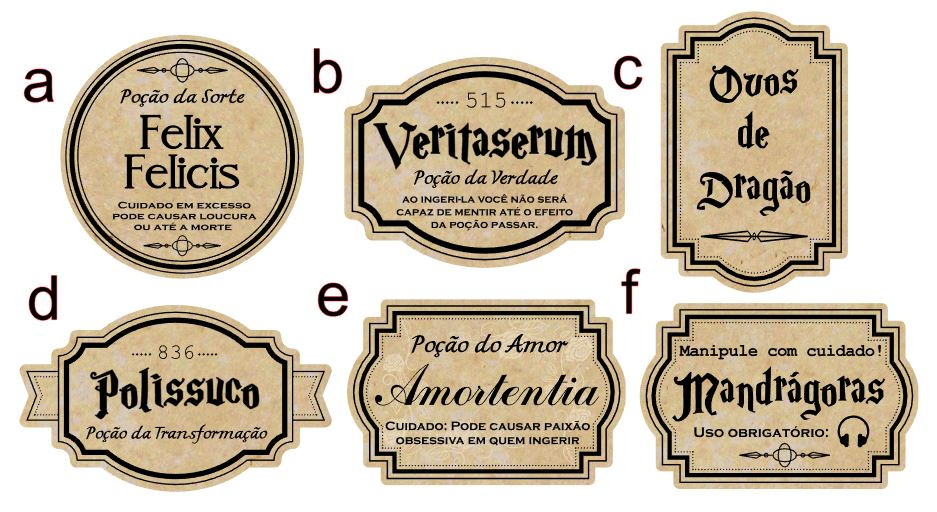 a
Poção da Sorte
Felix
Felicis
Cuidado em excesso
pode causar loucura
ou até a morte
b
····· 515 ·····
Veritaserum
Poção da Verdade
ao ingeri-la você não será
capaz de mentir até o efeito
da poção passar.
c
Ovos
de
Dragão
d
····· 836 ·····
Polissuco
Poção da Transformação
e
Poção do Amor
Amortentia
Cuidado: Pode causar paixão
obsessiva em quem ingerir
f
Manipule com cuidado!
Mandrágoras
Uso obrigatório: